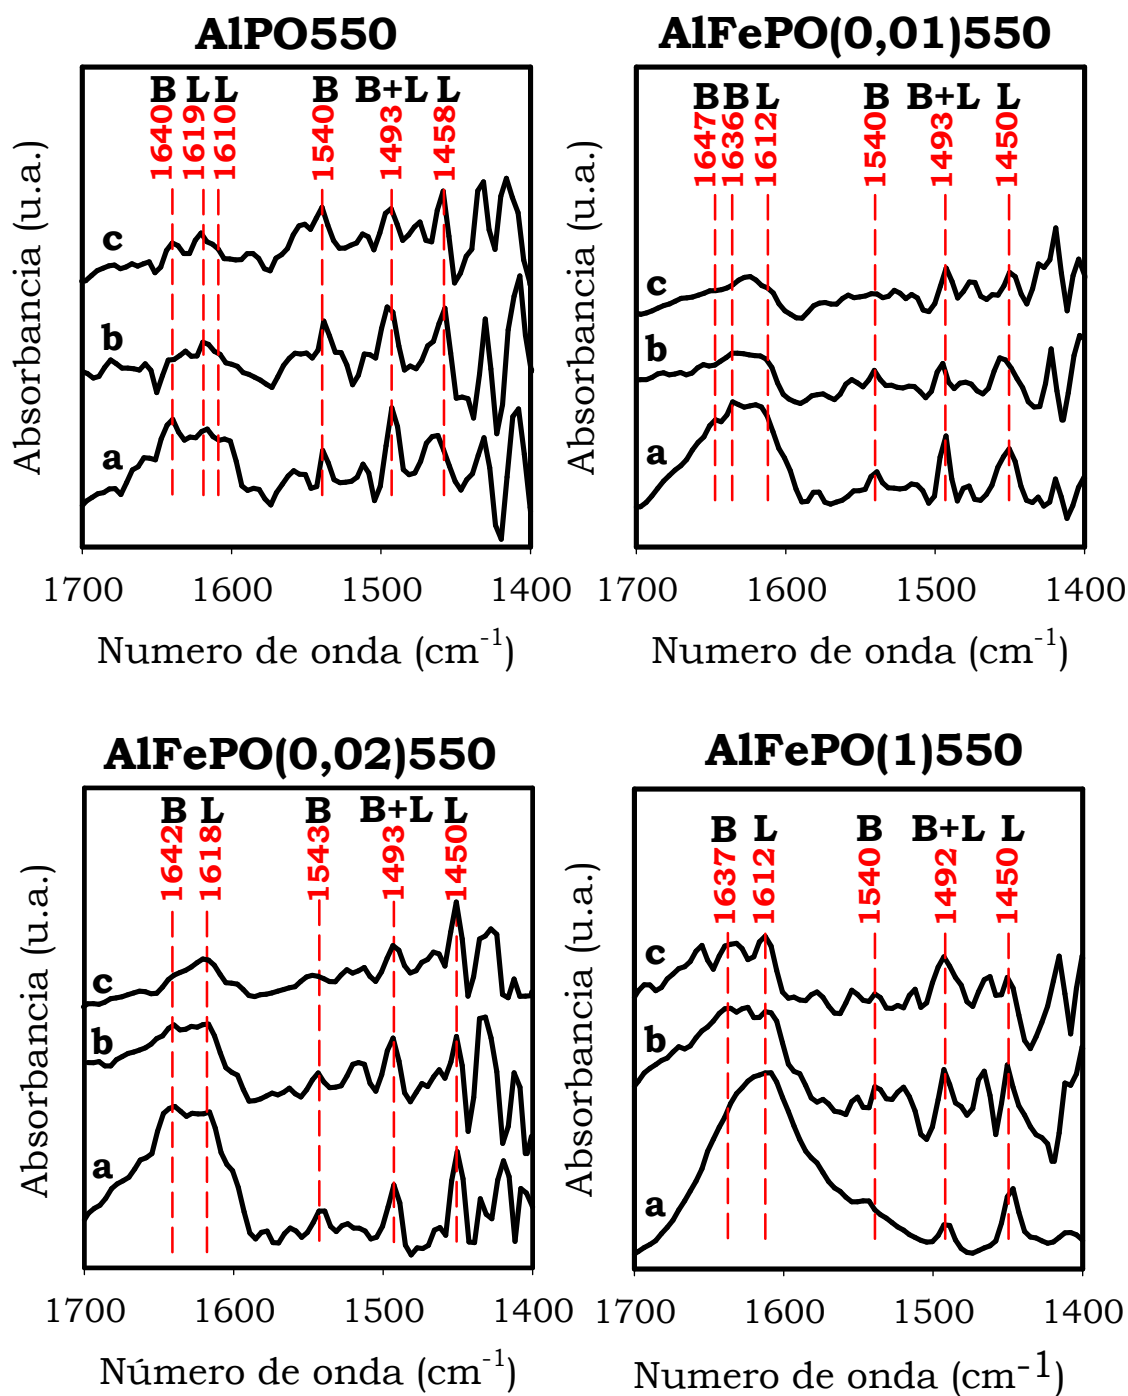 AlPO550
B L L B B+L L
1640 1619 1610 1540 1493 1458
c
b
a
Absorbancia (u.a.)
1700 1600 1500 1400
Numero de onda (cm-1)
AlFePO(0,01)550
B B L B B+L L
1647 1636 1612 1540 1493 1450
c
b
a
Absorbancia (u.a.)
1700 1600 1500 1400
Numero de onda (cm-1)
AlFePO(0,02)550
B L B B+L L
1642 1618 1543 1493 1450
c
b
a
Absorbancia (u.a.)
1700 1600 1500 1400
Número de onda (cm-1)
AlFePO(1)550
B L B B+L L
1637 1612 1540 1492 1450
c
b
a
Absorbancia (u.a.)
1700 1600 1500 1400
Número de onda (cm-1)